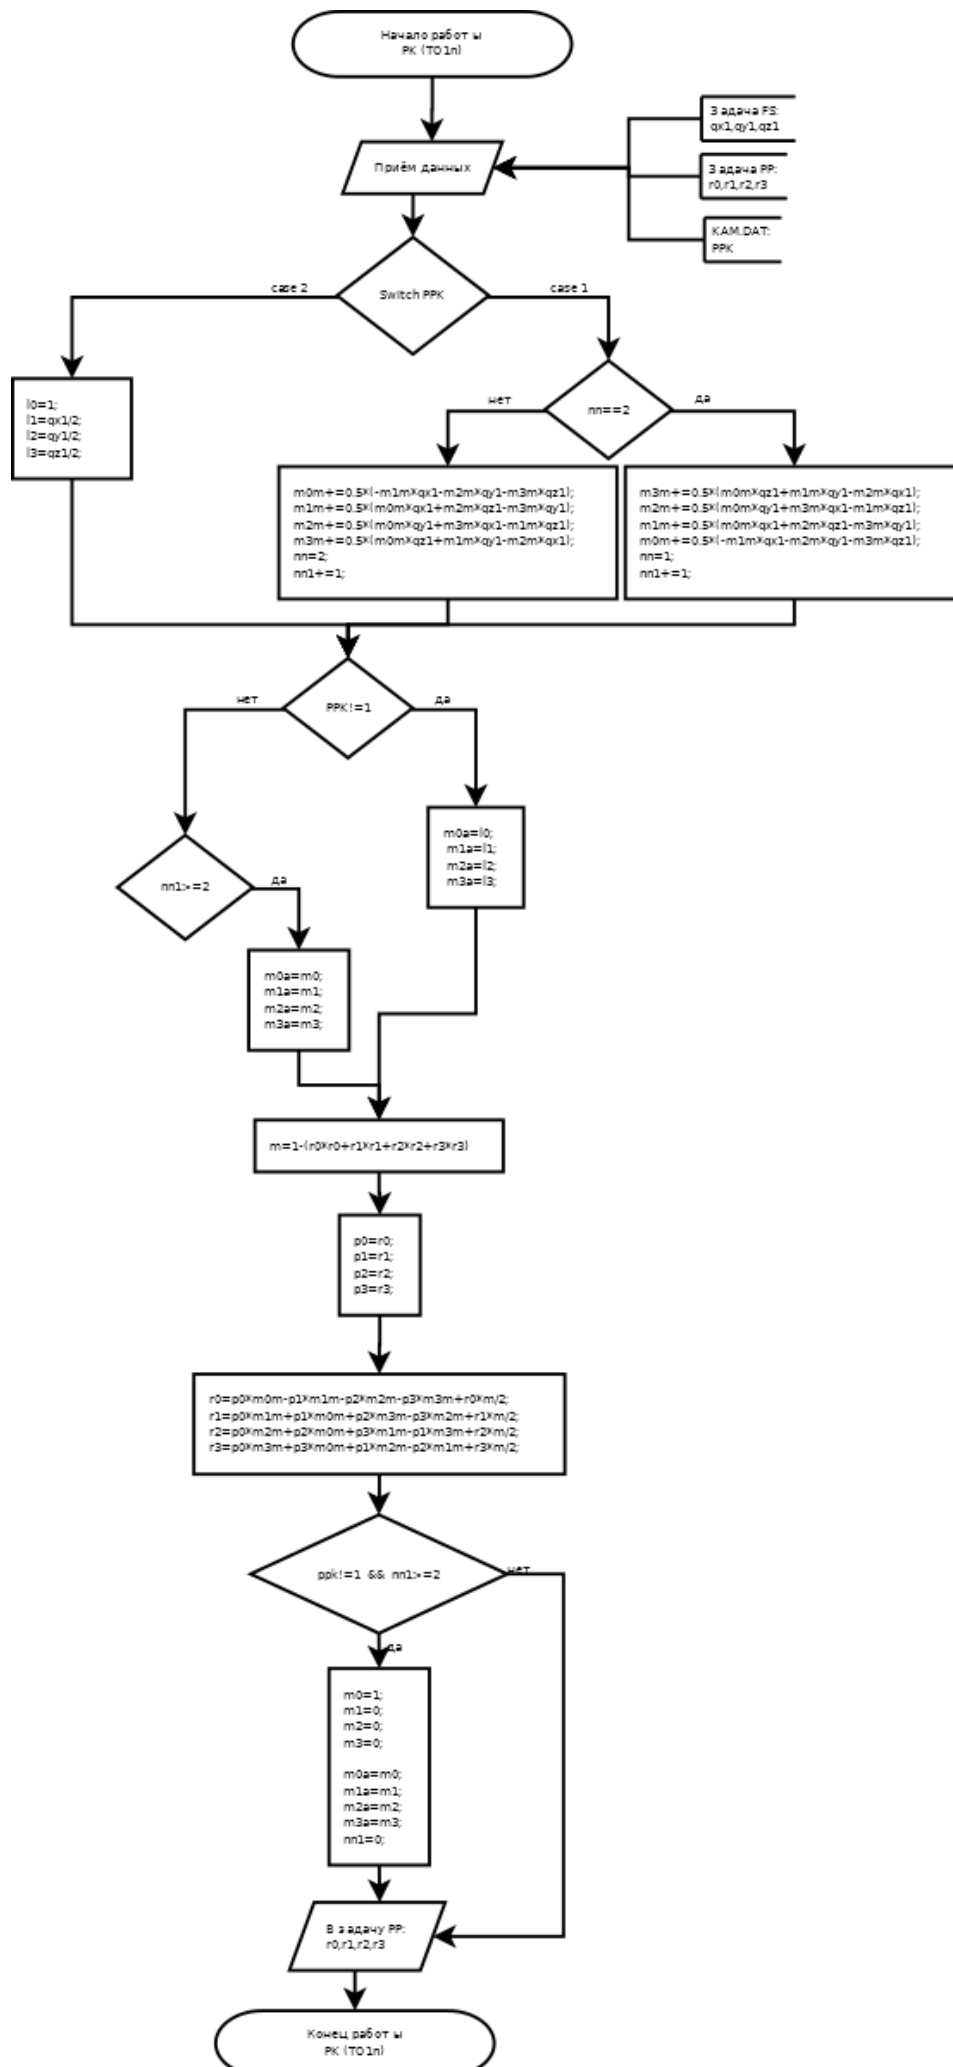 Начало работы
РК (ТО1n)
Задача FS:
qx1,qy1,qz1
Приём данных
Задача РР:
r0,r1,r2,r3
KAM.DAT:
PPK
case 2
Switch PPK
case 1
l0=1;
l1=qx1/2;
l2=qy1/2;
l3=qz1/2;
нет
nn==2
да
m0m+=0.5*(-m1m*qx1-m2m*qy1-m3m*qz1);
m1m+=0.5*(m0m*qx1+m2m*qz1-m3m*qy1);
m2m+=0.5*(m0m*qy1+m3m*qx1-m1m*qz1);
m3m+=0.5*(m0m*qz1+m1m*qy1-m2m*qx1);
nn=2;
nn1+=1;
m3m+=0.5*(m0m*qz1+m1m*qy1-m2m*qx1);
m2m+=0.5*(m0m*qy1+m3m*qx1-m1m*qz1);
m1m+=0.5*(m0m*qx1+m2m*qz1-m3m*qy1);
m0m+=0.5*(-m1m*qx1-m2m*qy1-m3m*qz1);
nn=1;
nn1+=1;
нет
PPK!=1
да
m0a=l0;
m1a=l1;
m2a=l2;
m3a=l3;
nn1>=2
да
m0a=m0;
m1a=m1;
m2a=m2;
m3a=m3;
m=1-(r0*r0+r1*r1+r2*r2+r3*r3)
p0=r0;
p1=r1;
p2=r2;
p3=r3;
r0=p0*m0m-p1*m1m-p2*m2m-p3*m3m+r0*m/2;
r1=p0*m1m+p1*m0m+p2*m3m-p3*m2m+r1*m/2;
r2=p0*m2m+p2*m0m+p3*m1m-p1*m3m+r2*m/2;
r3=p0*m3m+p3*m0m+p1*m2m-p2*m1m+r3*m/2;
ppk!=1 && nn1>=2
нет
да
m0=1;
m1=0;
m2=0;
m3=0;
m0a=m0;
m1a=m1;
m2a=m2;
m3a=m3;
nn1=0;
В задачу РР:
r0,r1,r2,r3
Конец работы
РК (ТО1n)